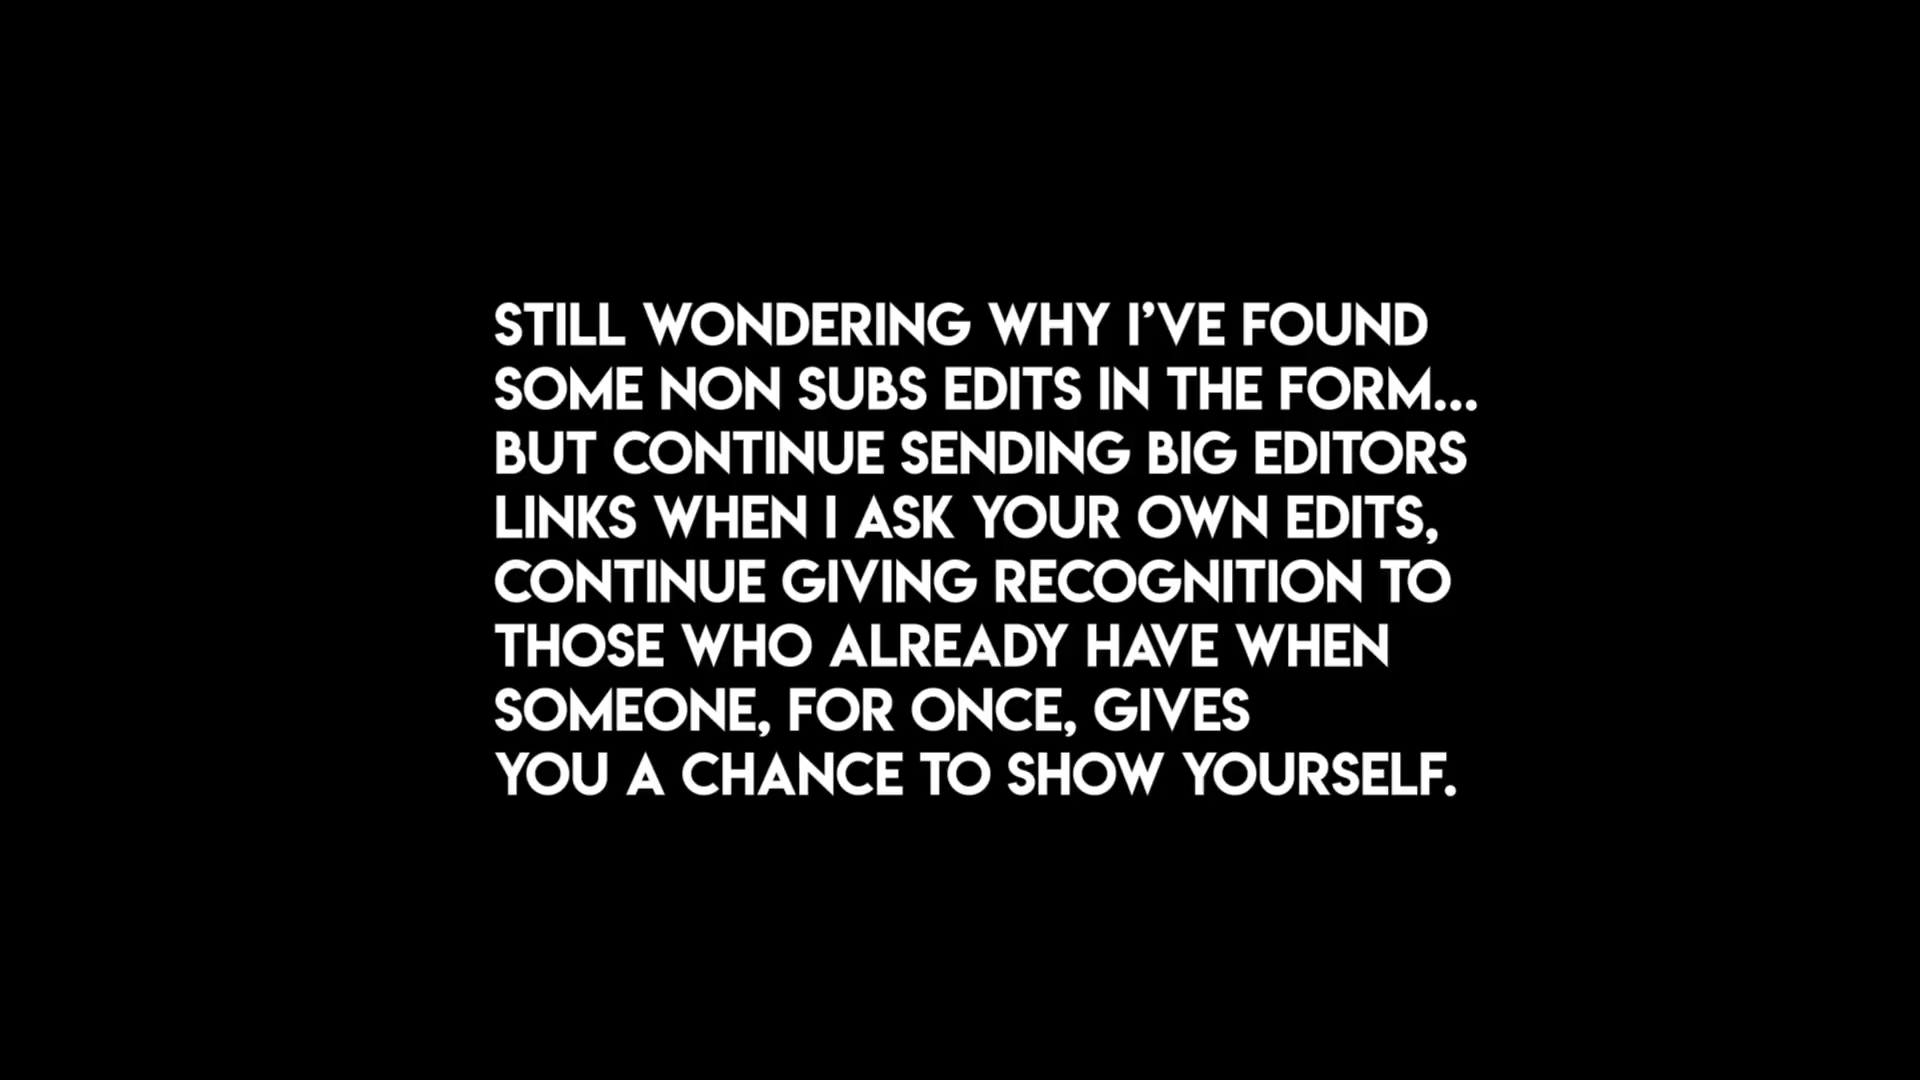 STILL WONDERING WHY I'VE FOUND
SOME NON SUBS EDITS IN THE FORM...
BUT CONTINUE SENDING BIG EDITORS
LINKS WHEN I ASK YOUR OWN EDITS,
CONTINUE GIVING RECOGNITION TO
THOSE WHO ALREADY HAVE WHEN
SOMEONE, FOR ONCE, GIVES
YOU A CHANCE TO SHOW YOURSELF.